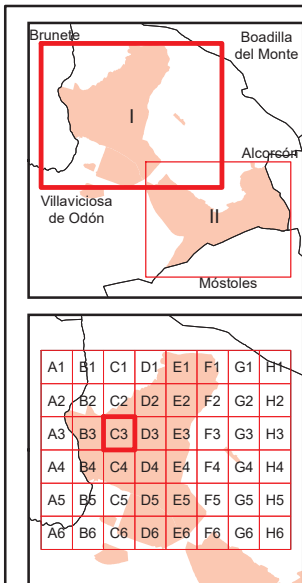 Brunete
Boadilla
del Monte
I
Alcorcón
Villaviciosa
de Odón
II
Móstoles
A1 B1 C1 D1 E1 F1 G1 H1
A2 B2 C2 D2 E2 F2 G2 H2
A3 B3 C3 D3 E3 F3 G3 H3
A4 B4 C4 D4 E4 F4 G4 H4
A5 B5 C5 D5 E5 F5 G5 H5
A6 B6 C6 D6 E6 F6 G6 H6